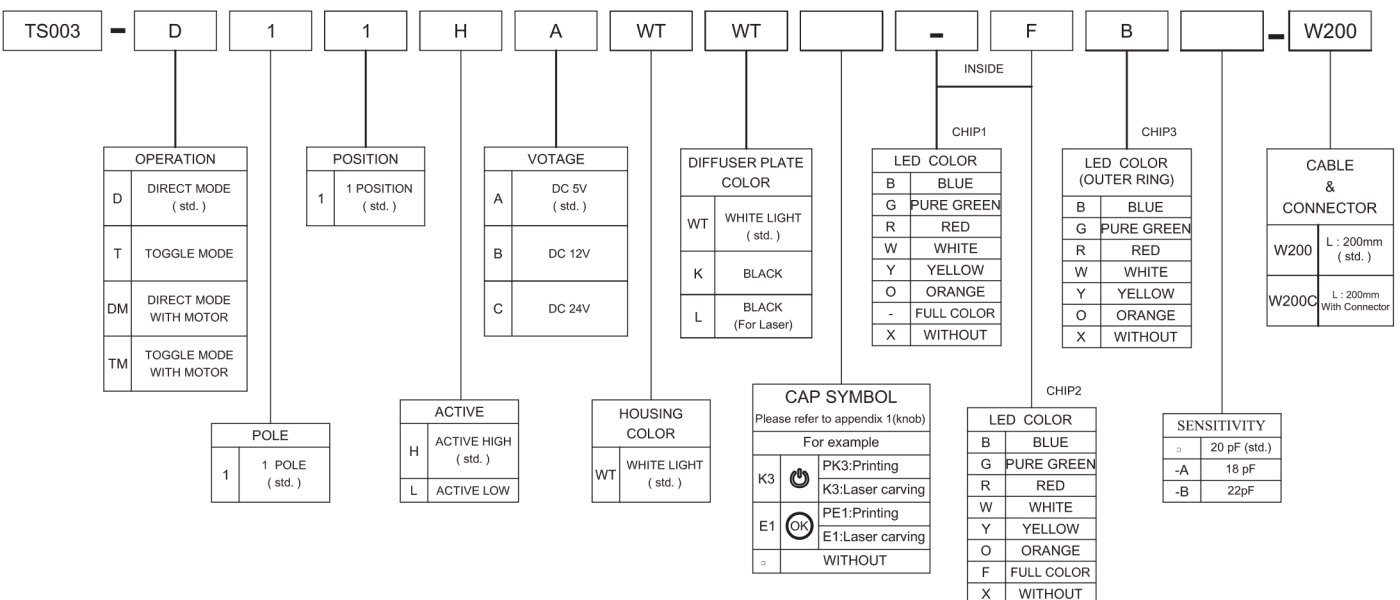 TS003 - D 1 1 H A WT WT - F B - W200
INSIDE
CHIP1
CHIP3
OPERATION
D DIRECT MODE
( std. )
T TOGGLE MODE
DM DIRECT MODE
WITH MOTOR
TM TOGGLE MODE
WITH MOTOR
POSITION
1 1 POSITION
( std. )
VOTAGE
A DC 5V
( std. )
B DC 12V
C DC 24V
DIFFUSER PLATE
COLOR
WT WHITE LIGHT
( std. )
K BLACK
L BLACK
(For Laser)
LED COLOR
B BLUE
G PURE GREEN
R RED
W WHITE
Y YELLOW
O ORANGE
- FULL COLOR
X WITHOUT
LED COLOR
(OUTER RING)
B BLUE
G PURE GREEN
R RED
W WHITE
Y YELLOW
O ORANGE
X WITHOUT
CABLE
&
CONNECTOR
W200 L : 200mm
( std. )
W200C L : 200mm
With Connector
POLE
1 1 POLE
( std. )
ACTIVE
H ACTIVE HIGH
( std. )
L ACTIVE LOW
HOUSING
COLOR
WT WHITE LIGHT
( std. )
CAP SYMBOL
Please refer to appendix 1(knob)
For example
K3 PK3:Printing
K3:Laser carving
E1 OK PE1:Printing
E1:Laser carving
□ WITHOUT
CHIP2
LED COLOR
B BLUE
G PURE GREEN
R RED
W WHITE
Y YELLOW
O ORANGE
F FULL COLOR
X WITHOUT
SENSITIVITY
□ 20 pF (std.)
-A 18 pF
-B 22pF